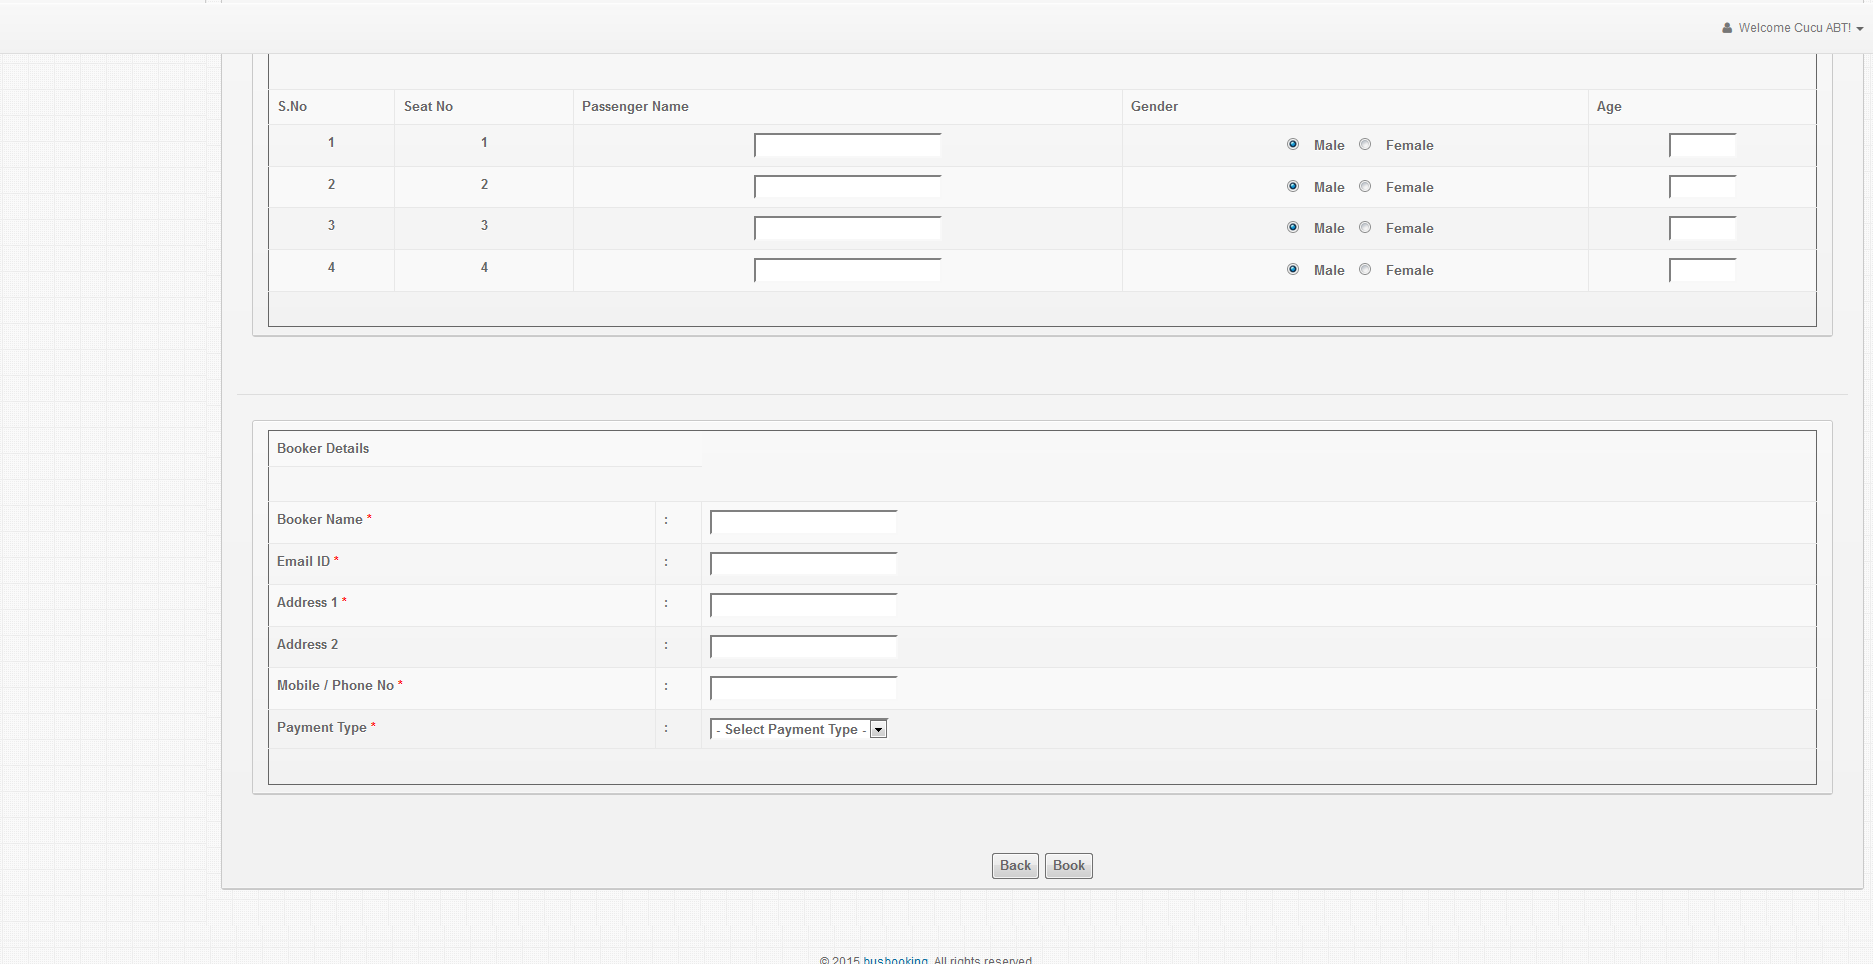 Welcome Cucu ABT!
S.No Seat No Passenger Name Gender Age
1 1 Male Female
2 2 Male Female
3 3 Male Female
4 4 Male Female
Booker Details
Booker Name * :
Email ID * :
Address 1 * :
Address 2 :
Mobile / Phone No * :
Payment Type * : - Select Payment Type -
Back Book
© 2015 busbooking. All rights reserved